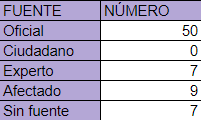 FUENTE NÚMERO
Oficial 50
Ciudadano 0
Experto 7
Afectado 9
Sin fuente 7